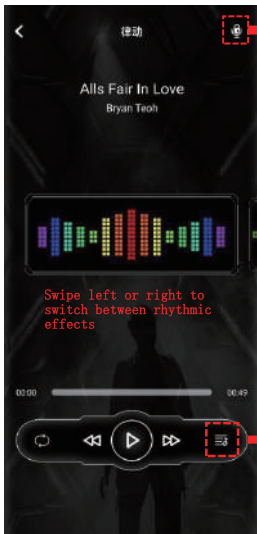 律动
Alls Fair In Love
Bryan Teoh
Swipe left or right to
switch between rhythmic
effects
00:00
00:49